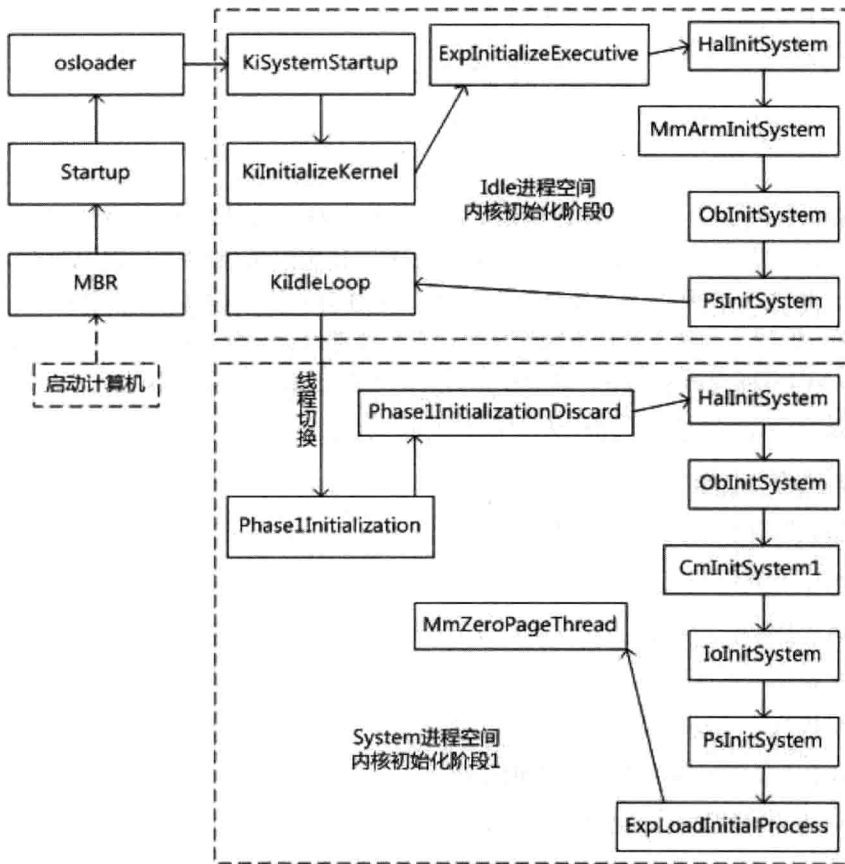 osloader
KiSystemStartup
ExpInitializeExecutive
HalInitSystem
Startup
KiInitializeKernel
MmArmInitSystem
Idle进程空间
内核初始化阶段0
ObInitSystem
MBR
KiIdleLoop
PsInitSystem
启动计算机
线程切换
Phase1InitializationDiscard
HalInitSystem
Phase1Initialization
ObInitSystem
CmInitSystem1
MmZeroPageThread
IoInitSystem
System进程空间
内核初始化阶段1
PsInitSystem
ExpLoadInitialProcess